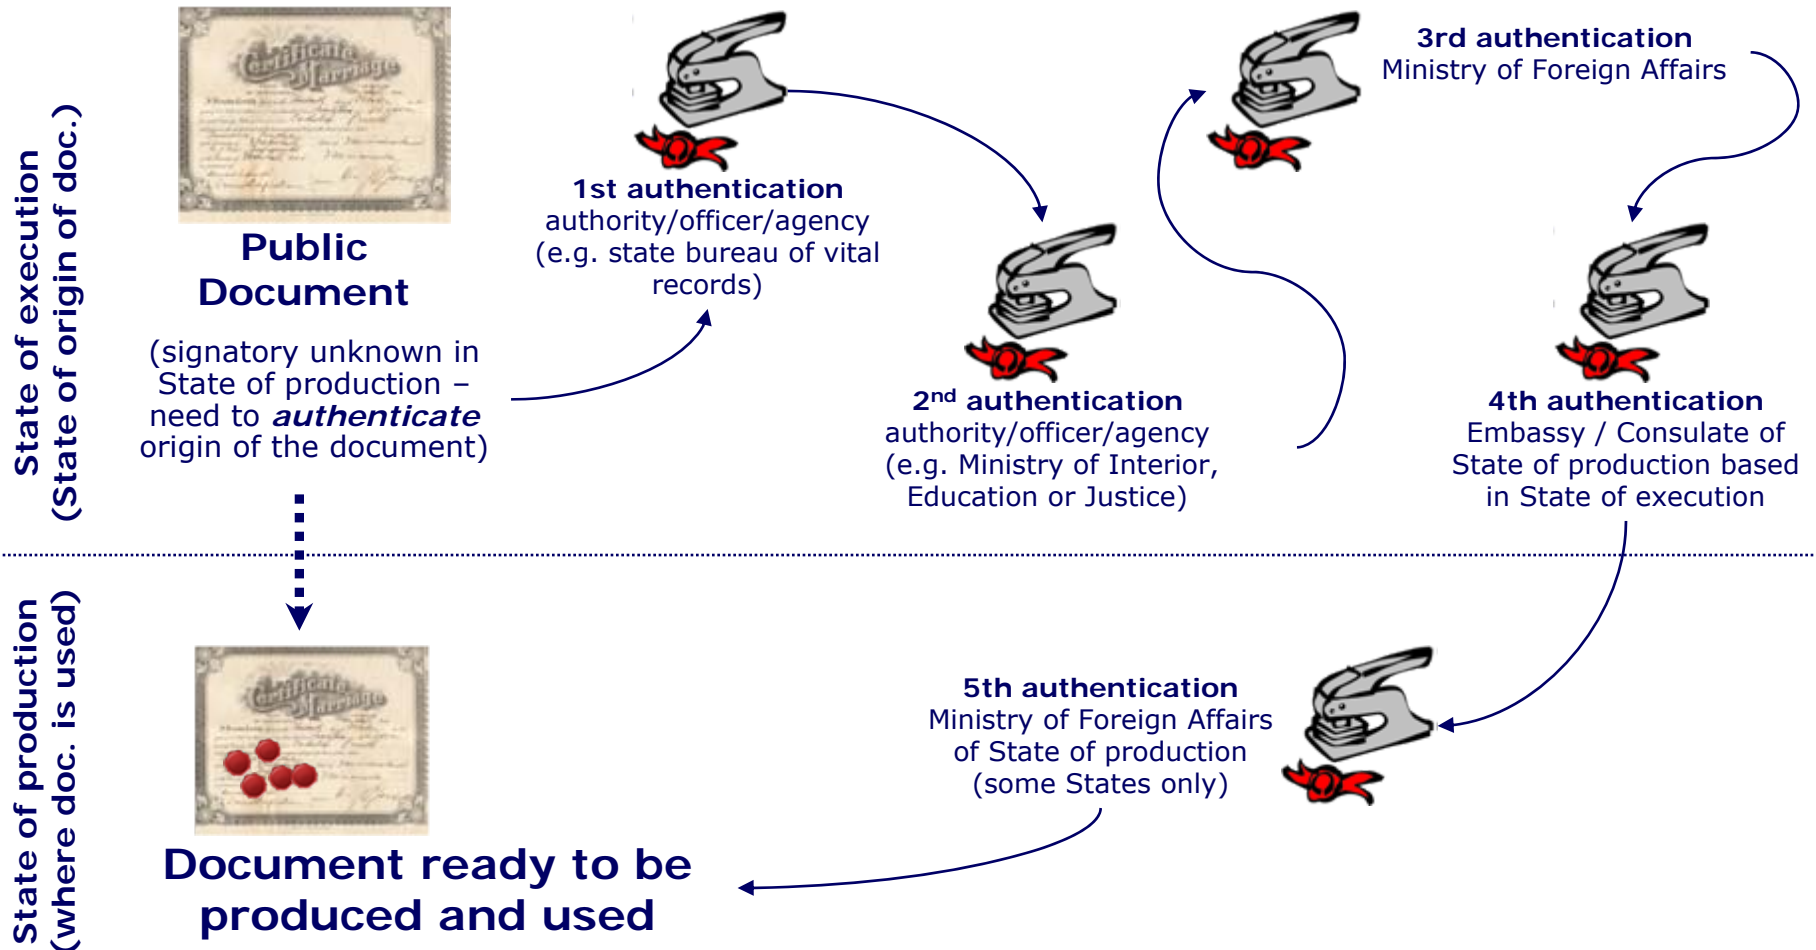 State of execution
(State of origin of doc.)
Certificate
Marriage
Public
Document
(signatory unknown in
State of production –
need to authenticate
origin of the document)
1st authentication
authority/officer/agency
(e.g. state bureau of vital
records)
2nd authentication
authority/officer/agency
(e.g. Ministry of Interior,
Education or Justice)
3rd authentication
Ministry of Foreign Affairs
4th authentication
Embassy / Consulate of
State of production based
in State of execution
State of production
(where doc. is used)
Certificate
Marriage
5th authentication
Ministry of Foreign Affairs
of State of production
(some States only)
Document ready to be
produced and used